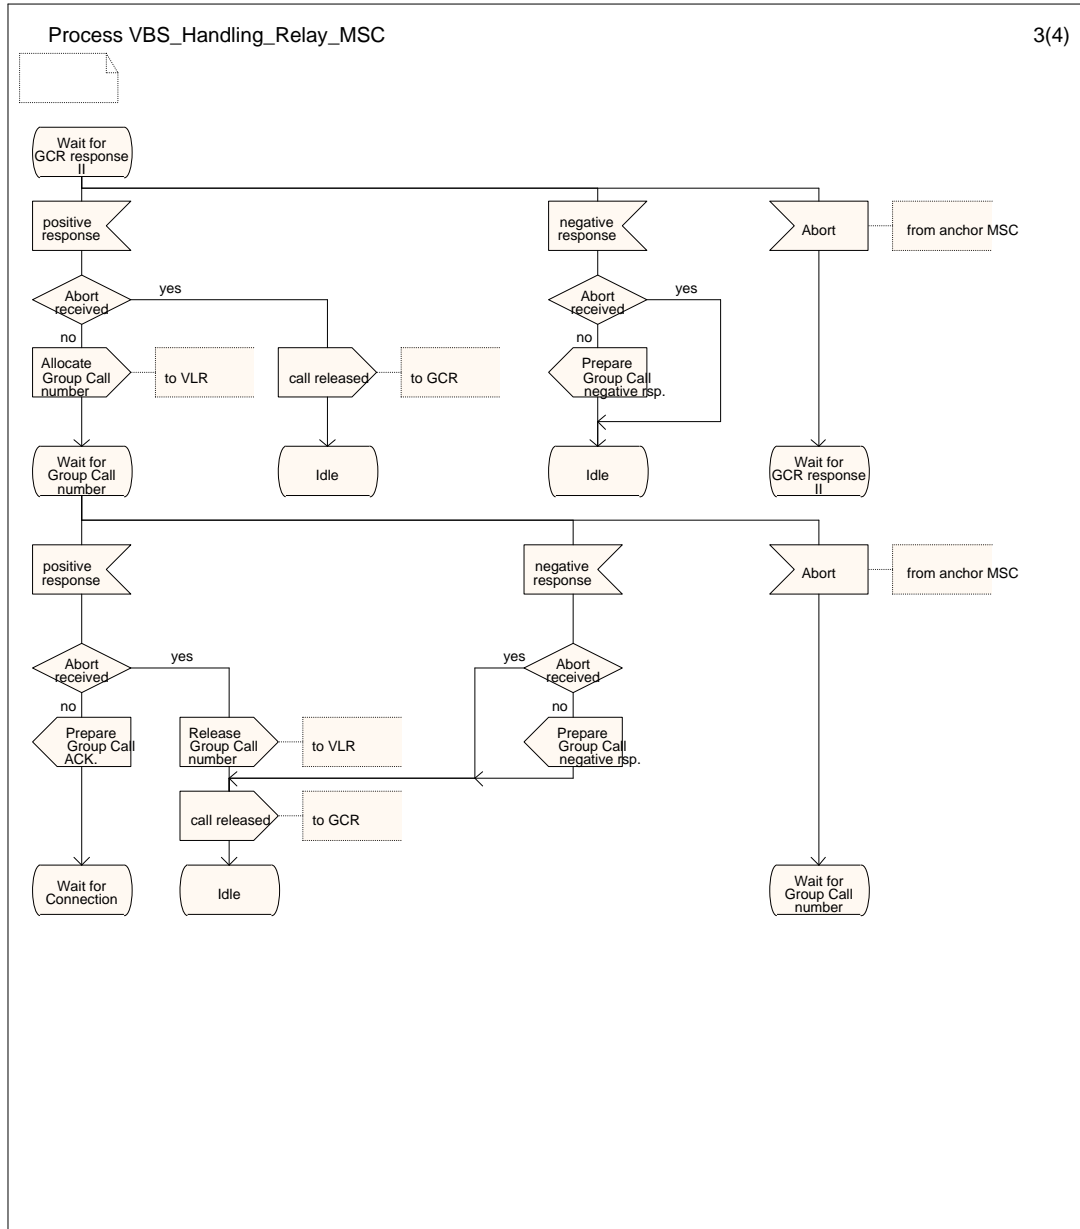 Process VBS_Handling_Relay_MSC
3(4)
Wait for
GCR response
II
positive
response
negative
response
Abort
from anchor MSC
Abort
received
yes
no
Abort
received
yes
no
Allocate
Group Call
number
to VLR
call released
to GCR
Prepare
Group Call
negative rsp.
Wait for
Group Call
number
Idle
Idle
Wait for
GCR response
II
positive
response
negative
response
Abort
from anchor MSC
Abort
received
yes
no
yes
Abort
received
no
Prepare
Group Call
ACK.
Release
Group Call
number
to VLR
Prepare
Group Call
negative rsp.
call released
to GCR
Wait for
Connection
Idle
Wait for
Group Call
number